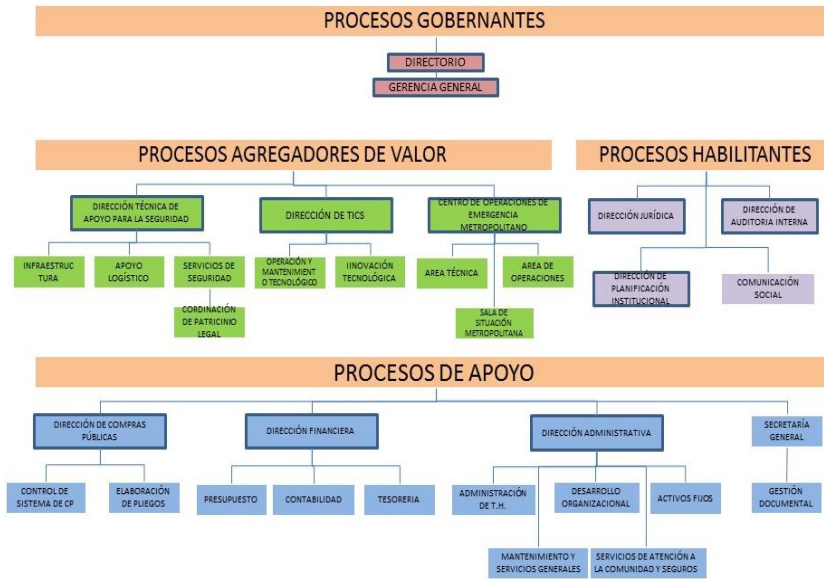 PROCESOS GOBERNANTES
DIRECTORIO
GERENCIA GENERAL
PROCESOS AGREGADORES DE VALOR
DIRECCIÓN TÉCNICA DE
APOYO PARA LA SEGURIDAD
DIRECCIÓN DE TICS
CENTRO DE OPERACIONES DE
EMERGENCIA
METROPOLITANO
INFRAESTRUC
TURA
APOYO
LOGÍSTICO
SERVICIOS DE
SEGURIDAD
OPERACIÓN Y
MANTENIMIENT
O TECNOLÓGICO
IINOVACIÓN
TECNOLÓGICA
AREA TÉCNICA
AREA DE
OPERACIONES
CORDINACIÓN
DE PATRICINIO
LEGAL
SALA DE
SITUACIÓN
METROPOLITANA
PROCESOS HABILITANTES
DIRECCIÓN JURÍDICA
DIRECCIÓN DE
AUDITORIA INTERNA
DIRECCIÓN DE
PLANIFICACIÓN
INSTITUCIONAL
COMUNICACIÓN
SOCIAL
PROCESOS DE APOYO
DIRECCIÓN DE COMPRAS
PÚBLICAS
DIRECCIÓN FINANCIERA
DIRECCIÓN ADMINISTRATIVA
SECRETARÍA
GENERAL
CONTROL DE
SISTEMA DE CP
ELABORACIÓN
DE PLIEGOS
PRESUPUESTO
CONTABILIDAD
TESORERIA
ADMINISTRACIÓN
DE T.H.
DESARROLLO
ORGANIZACIONAL
ACTIVOS FIJOS
GESTIÓN
DOCUMENTAL
MANTENIMIENTO Y
SERVICIOS GENERALES
SERVICIOS DE ATENCIÓN A
LA COMUNIDAD Y SEGUROS